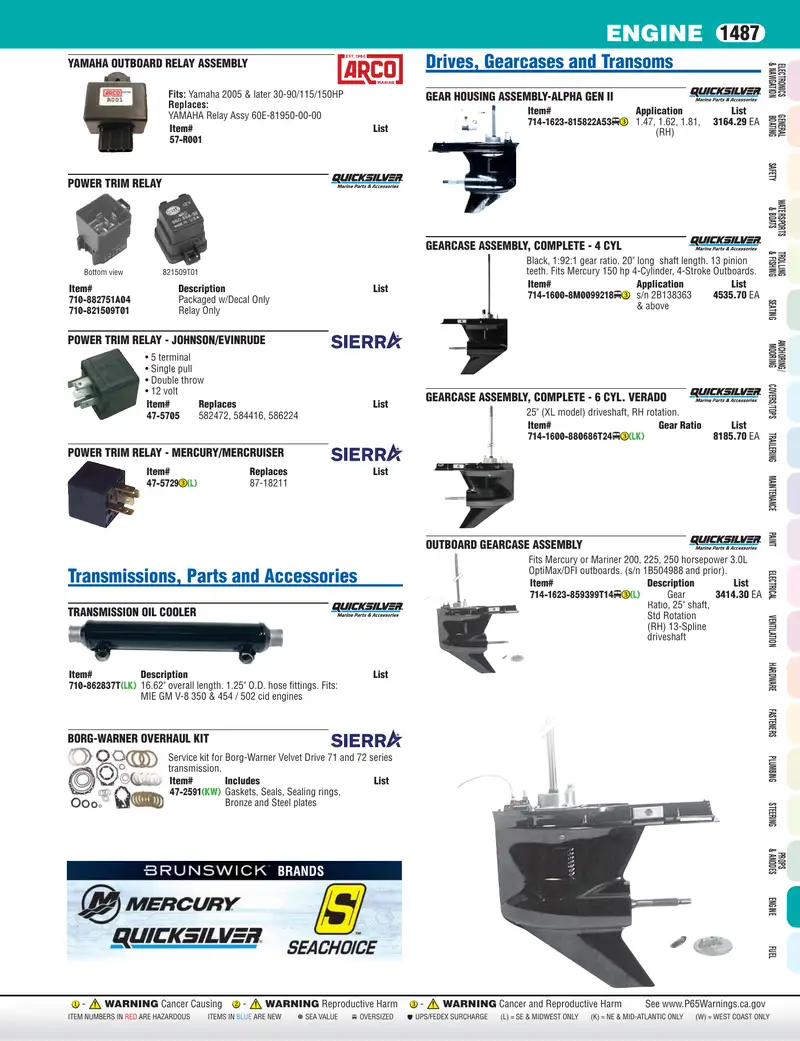 ENGINE 1487
YAMAHA OUTBOARD RELAY ASSEMBLY
EST. 1960
ARCO
MARINE
ARCO
R001
Fits: Yamaha 2005 & later 30-90/115/150HP
Replaces:
YAMAHA Relay Assy 60E-81950-00-00
Item# List
57-R001
POWER TRIM RELAY
QUICKSILVER
Marine Parts & Accessories
Bottom view 821509T01
Item# Description List
710-882751A04 Packaged w/Decal Only
710-821509T01 Relay Only
POWER TRIM RELAY - JOHNSON/EVINRUDE
SIERRA
• 5 terminal
• Single pull
• Double throw
• 12 volt
Item# Replaces List
47-5705 582472, 584416, 586224
POWER TRIM RELAY - MERCURY/MERCRUISER
SIERRA
Item# Replaces List
47-5729 3 (L) 87-18211
Transmissions, Parts and Accessories
TRANSMISSION OIL COOLER
QUICKSILVER
Marine Parts & Accessories
Item# Description List
710-862837T(LK) 16.62" overall length. 1.25" O.D. hose fittings. Fits:
MIE GM V-8 350 & 454 / 502 cid engines
BORG-WARNER OVERHAUL KIT
SIERRA
Service kit for Borg-Warner Velvet Drive 71 and 72 series
transmission.
Item# Includes List
47-2591(KW) Gaskets, Seals, Sealing rings,
Bronze and Steel plates
BRUNSWICK BRANDS
MERCURY
QUICKSILVER
S
SEACHOICE
Drives, Gearcases and Transoms
GEAR HOUSING ASSEMBLY-ALPHA GEN II
QUICKSILVER
Marine Parts & Accessories
Item# Application List
714-1623-815822A53 3 1.47, 1.62, 1.81, 3164.29 EA
(RH)
GEARCASE ASSEMBLY, COMPLETE - 4 CYL
QUICKSILVER
Marine Parts & Accessories
Black, 1:92:1 gear ratio. 20" long shaft length. 13 pinion
teeth. Fits Mercury 150 hp 4-Cylinder, 4-Stroke Outboards.
Item# Application List
714-1600-8M0099218 3 s/n 2B138363 4535.70 EA
& above
GEARCASE ASSEMBLY, COMPLETE - 6 CYL. VERADO
QUICKSILVER
Marine Parts & Accessories
25" (XL model) driveshaft, RH rotation.
Item# Gear Ratio List
714-1600-880686T24 3 (LK) 8185.70 EA
OUTBOARD GEARCASE ASSEMBLY
QUICKSILVER
Marine Parts & Accessories
Fits Mercury or Mariner 200, 225, 250 horsepower 3.0L
OptiMax/DFI outboards. (s/n 1B504988 and prior).
Item# Description List
714-1623-859399T14 3 (L) Gear 3414.30 EA
Ratio, 25" shaft,
Std Rotation
(RH) 13-Spline
driveshaft
ELECTRONICS
& NAVIGATION
GENERAL
BOATING
SAFETY
WATERSPORTS
& BOATS
TROLLING
& FISHING
SEATING
ANCHORING/
MOORING
COVERS/TOPS
TRAILERING
MAINTENANCE
PAINT
ELECTRICAL
VENTILATION
HARDWARE
FASTENERS
PLUMBING
STEERING
PROPS
& ANODES
ENGINE
FUEL
1 - WARNING Cancer Causing 2 - WARNING Reproductive Harm 3 - WARNING Cancer and Reproductive Harm See www.P65Warnings.ca.gov
ITEM NUMBERS IN RED ARE HAZARDOUS ITEMS IN BLUE ARE NEW SEA VALUE OVERSIZED UPS/FEDEX SURCHARGE (L) = SE & MIDWEST ONLY (K) = NE & MID-ATLANTIC ONLY (W) = WEST COAST ONLY